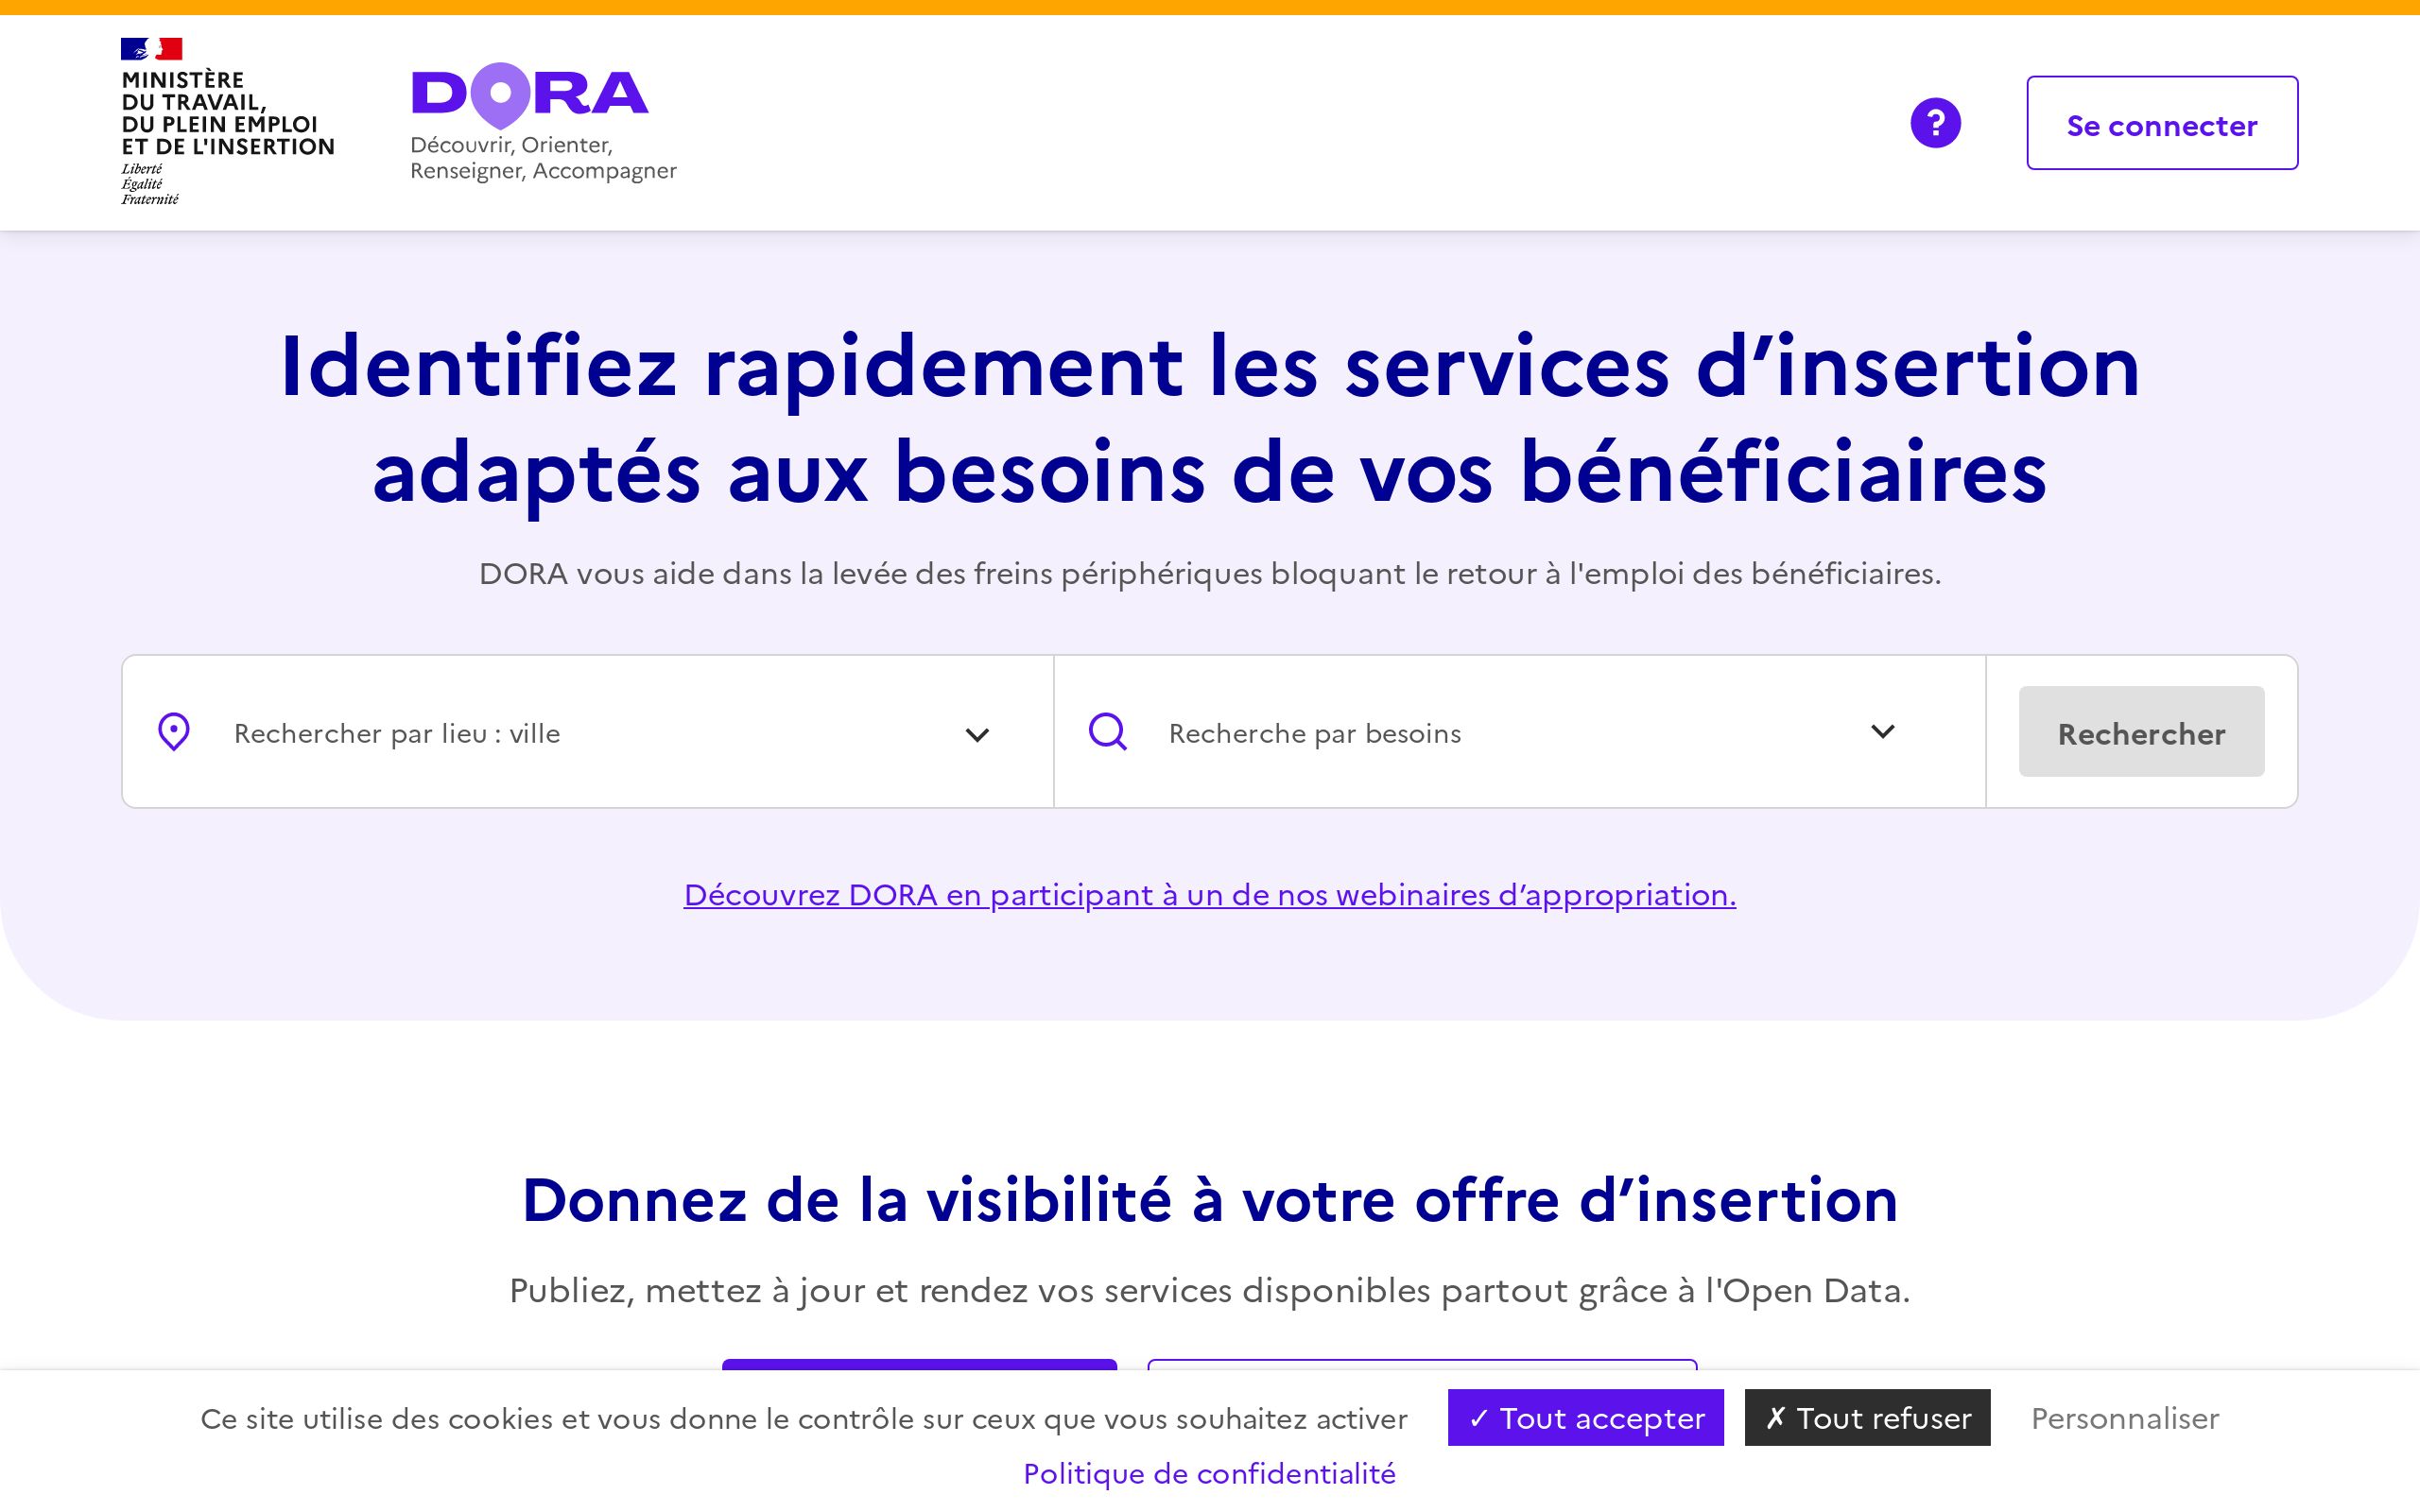 MINISTÈRE
DU TRAVAIL,
DU PLEIN EMPLOI
ET DE L'INSERTION
Liberté
Égalité
Fraternité
DORA
Découvrir, Orienter,
Renseigner, Accompagner
?
Se connecter
Identifiez rapidement les services d’insertion
adaptés aux besoins de vos bénéficiaires
DORA vous aide dans la levée des freins périphériques bloquant le retour à l'emploi des bénéficiaires.
Rechercher par lieu : ville
Recherche par besoins
Rechercher
Découvrez DORA en participant à un de nos webinaires d’appropriation.
Donnez de la visibilité à votre offre d’insertion
Publiez, mettez à jour et rendez vos services disponibles partout grâce à l'Open Data.
Ce site utilise des cookies et vous donne le contrôle sur ceux que vous souhaitez activer
✓ Tout accepter
✗ Tout refuser
Personnaliser
Politique de confidentialité